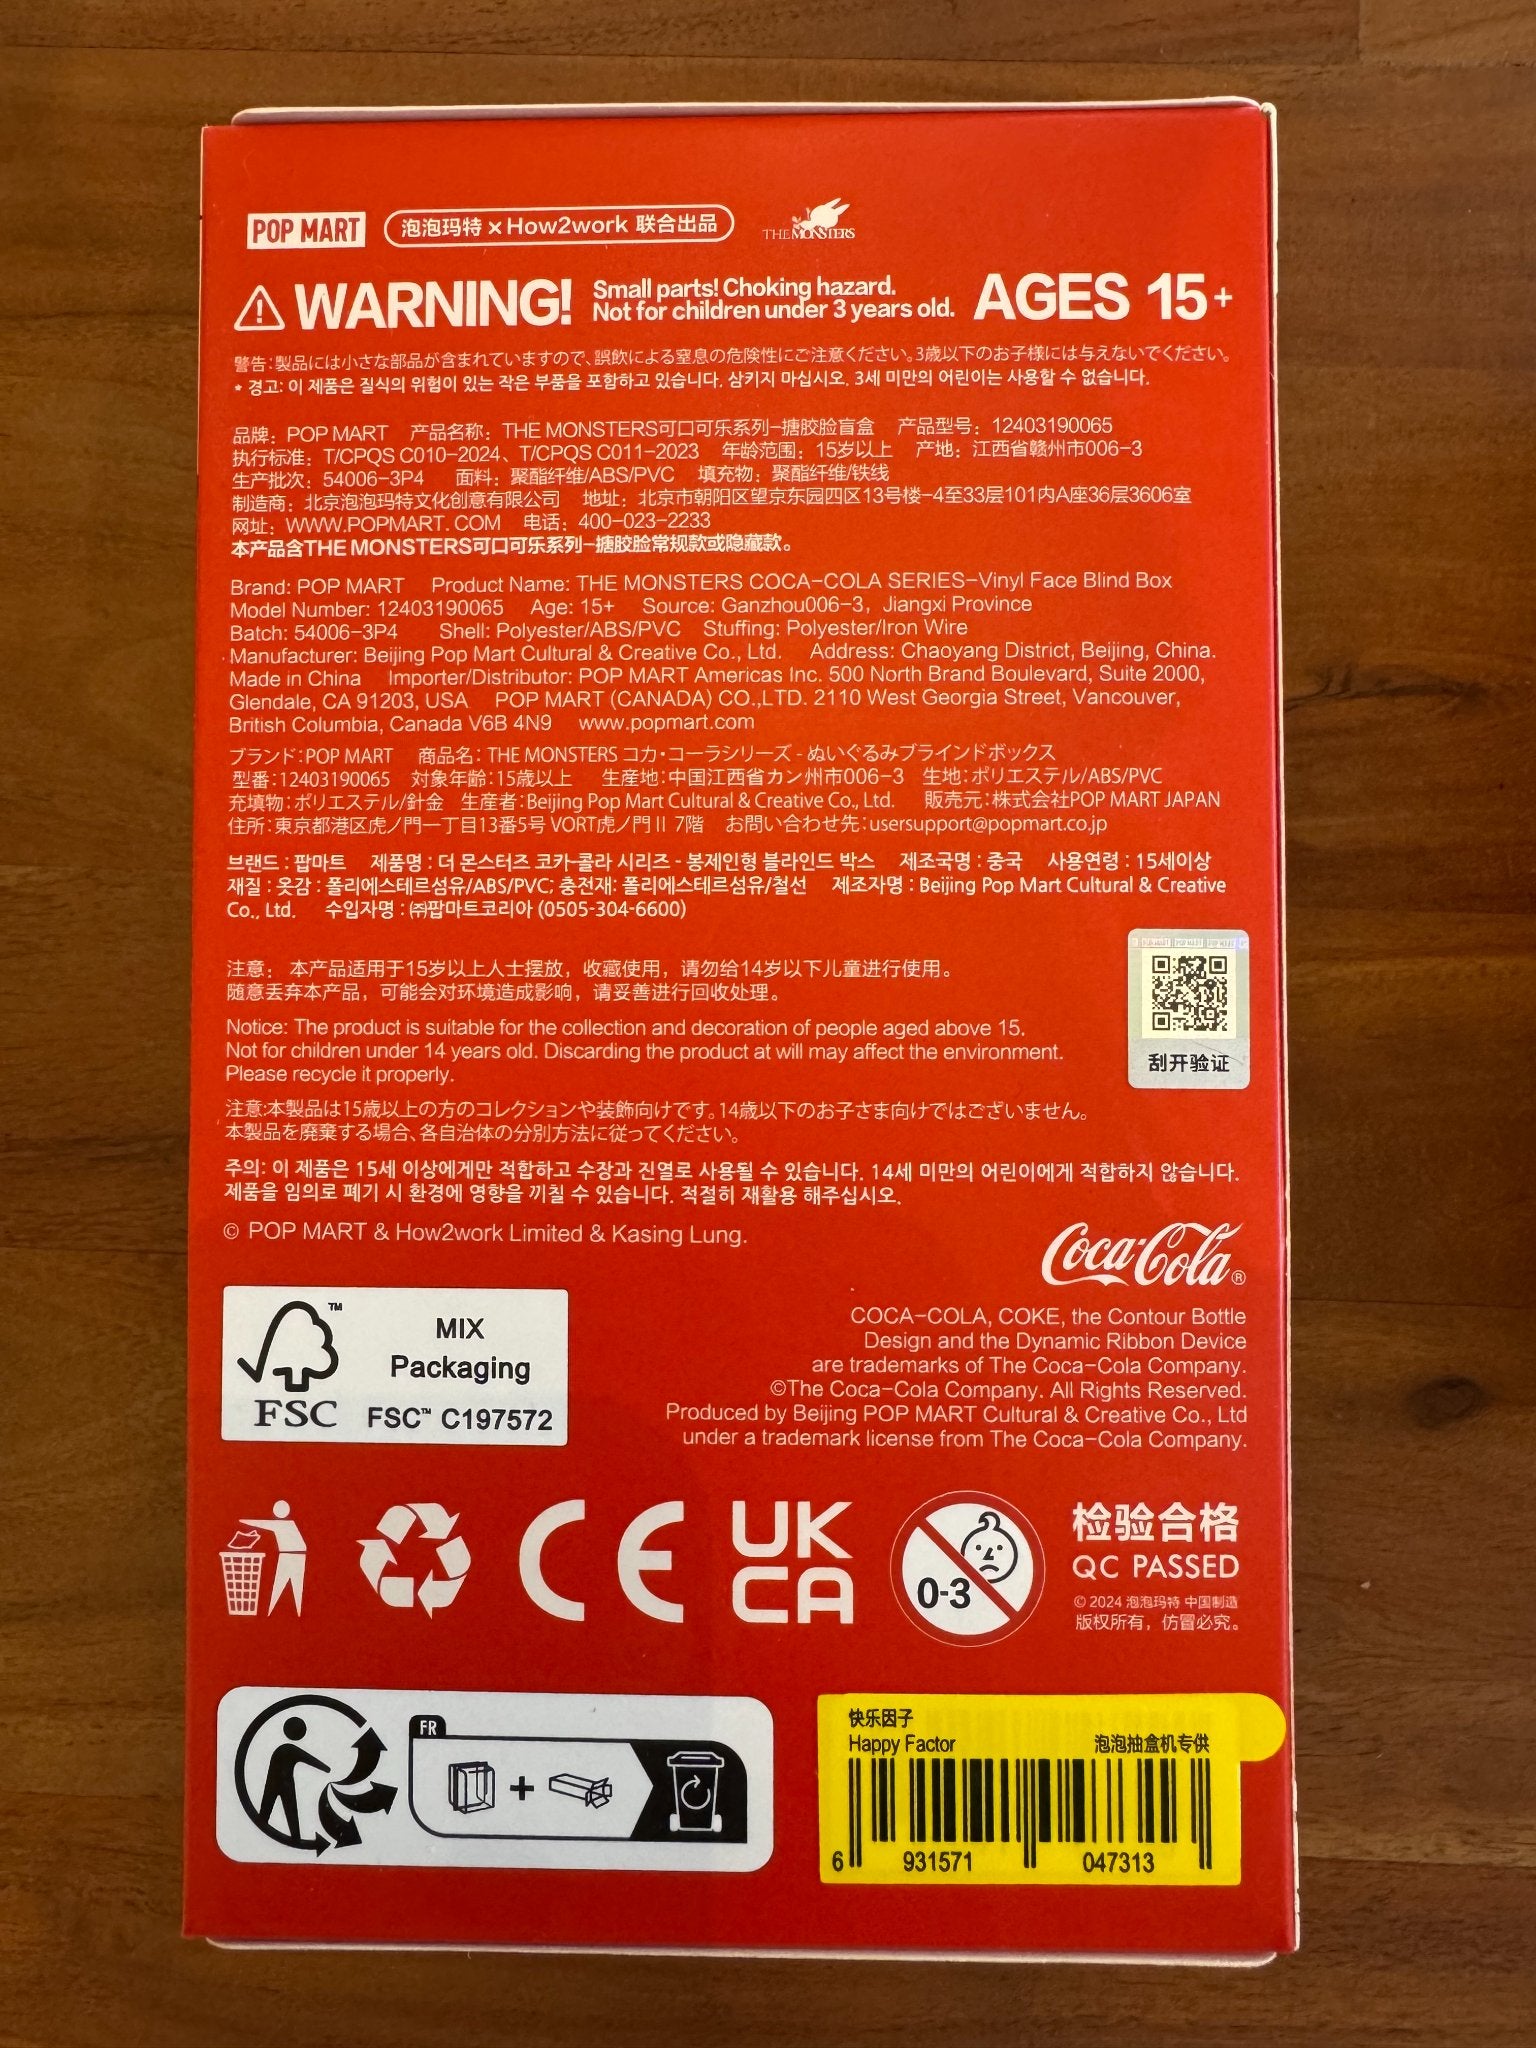 POP MART 泡泡玛特 × How2work 联合出品 THE MONSTERS
WARNING! Small parts! Choking hazard.
Not for children under 3 years old. AGES 15+
警告:製品には小さな部品が含まれていますので、誤飲による窒息の危険性にご注意ください。3歳以下のお子様には与えないでください。
* 경고: 이 제품은 질식의 위험이 있는 작은 부품을 포함하고 있습니다. 삼키지 마십시오. 3세 미만의 어린이는 사용할 수 없습니다.
品牌：POP MART 产品名称：THE MONSTERS可口可乐系列-搪胶脸盲盒 产品型号：12403190065
执行标准：T/CPQS C010-2024、T/CPQS C011-2023 年龄范围：15岁以上 产地：江西省赣州市006-3
生产批次：54006-3P4 面料：聚酯纤维/ABS/PVC 填充物：聚酯纤维/铁线
制造商：北京泡泡玛特文化创意有限公司 地址：北京市朝阳区望京东园四区13号楼-4至33层101内A座36层3606室
网址：WWW.POPMART.COM 电话：400-023-2233
本产品含THE MONSTERS可口可乐系列-搪胶脸常规款或隐藏款。
Brand: POP MART Product Name: THE MONSTERS COCA-COLA SERIES-Vinyl Face Blind Box
Model Number: 12403190065 Age: 15+ Source: Ganzhou006-3, Jiangxi Province
Batch: 54006-3P4 Shell: Polyester/ABS/PVC Stuffing: Polyester/Iron Wire
Manufacturer: Beijing Pop Mart Cultural & Creative Co., Ltd. Address: Chaoyang District, Beijing, China.
Made in China Importer/Distributor: POP MART Americas Inc. 500 North Brand Boulevard, Suite 2000,
Glendale, CA 91203, USA POP MART (CANADA) CO.,LTD. 2110 West Georgia Street, Vancouver,
British Columbia, Canada V6B 4N9 www.popmart.com
ブランド：POP MART 商品名：THE MONSTERS コカ・コーラシリーズ - ぬいぐるみブラインドボックス
型番：12403190065 対象年齢：15歳以上 生産地：中国江西省カン州市006-3 生地：ポリエステル/ABS/PVC
充填物：ポリエステル/針金 生産者：Beijing Pop Mart Cultural & Creative Co., Ltd. 販売元：株式会社POP MART JAPAN
住所：東京都港区虎ノ門一丁目13番5号 VORT虎ノ門 II 7階 お問い合わせ先：usersupport@popmart.co.jp
브랜드 : 팝마트 제품명 : 더 몬스터즈 코카-콜라 시리즈 - 봉제인형 블라인드 박스 제조국명 : 중국 사용연령 : 15세이상
재질 : 옷감 : 폴리에스테르섬유/ABS/PVC; 충전재: 폴리에스테르섬유/철선 제조자명 : Beijing Pop Mart Cultural & Creative
Co., Ltd. 수입자명 : ㈜팝마트코리아 (0505-304-6600)
刮开验证
注意： 本产品适用于15岁以上人士摆放，收藏使用，请勿给14岁以下儿童进行使用。
随意丢弃本产品，可能会对环境造成影响，请妥善进行回收处理。
Notice: The product is suitable for the collection and decoration of people aged above 15.
Not for children under 14 years old. Discarding the product at will may affect the environment.
Please recycle it properly.
注意:本製品は15歳以上の方のコレクションや装飾向けです。14歳以下のお子さま向けではございません。
本製品を廃棄する場合、各自治体の分別方法に従ってください。
주의: 이 제품은 15세 이상에게만 적합하고 수장과 진열로 사용될 수 있습니다. 14세 미만의 어린이에게 적합하지 않습니다.
제품을 임의로 폐기 시 환경에 영향을 끼칠 수 있습니다. 적절히 재활용 해주십시오.
© POP MART & How2work Limited & Kasing Lung.
Coca-Cola®
COCA-COLA, COKE, the Contour Bottle
Design and the Dynamic Ribbon Device
are trademarks of The Coca-Cola Company.
©The Coca-Cola Company. All Rights Reserved.
Produced by Beijing POP MART Cultural & Creative Co., Ltd
under a trademark license from The Coca-Cola Company.
™
FSC
MIX
Packaging
FSC™ C197572
CE
UK
CA
0-3
检验合格
QC PASSED
© 2024 泡泡玛特 中国制造
版权所有，仿冒必究。
FR
+
快乐因子
Happy Factor 泡泡抽盒机专供
6 931571 047313